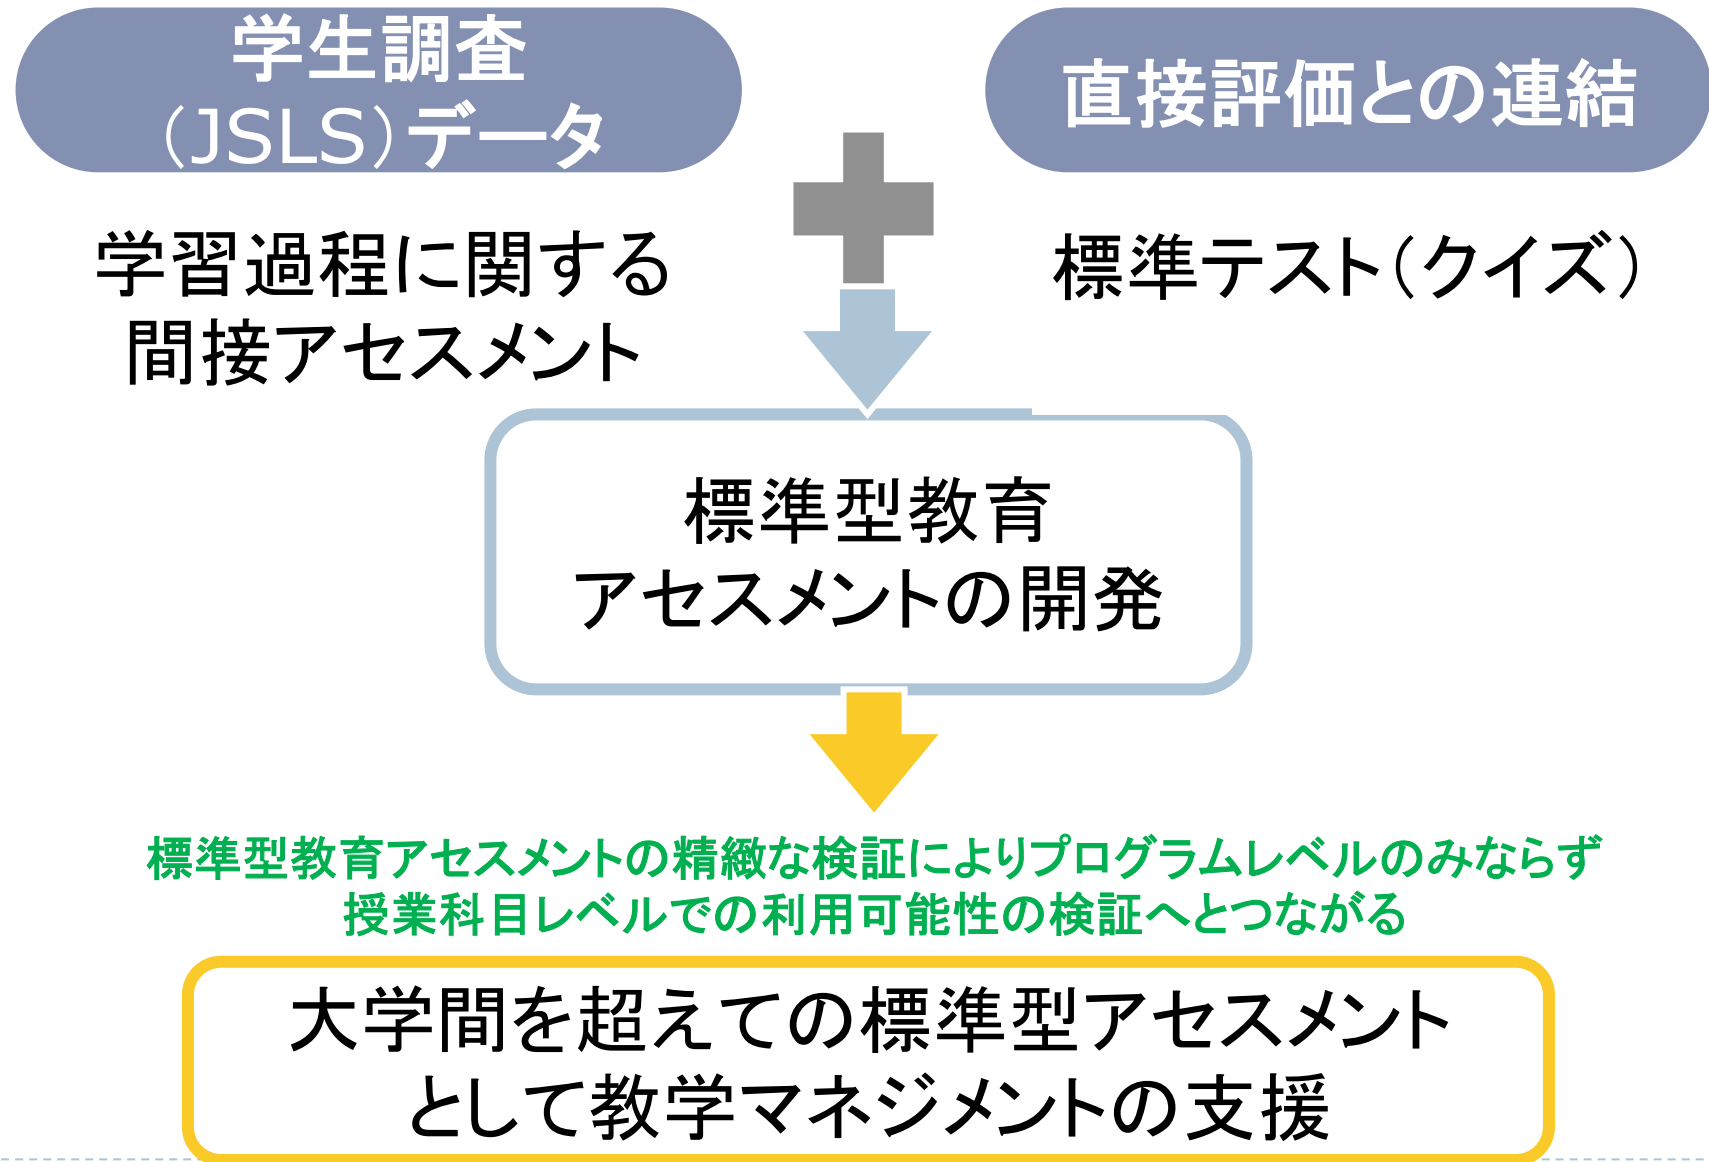 学生調査
（JSLS）データ
直接評価との連結
学習過程に関する
間接アセスメント
標準テスト（クイズ）
標準型教育
アセスメントの開発
標準型教育アセスメントの精緻な検証によりプログラムレベルのみならず
授業科目レベルでの利用可能性の検証へとつながる
大学間を超えての標準型アセスメント
として教学マネジメントの支援